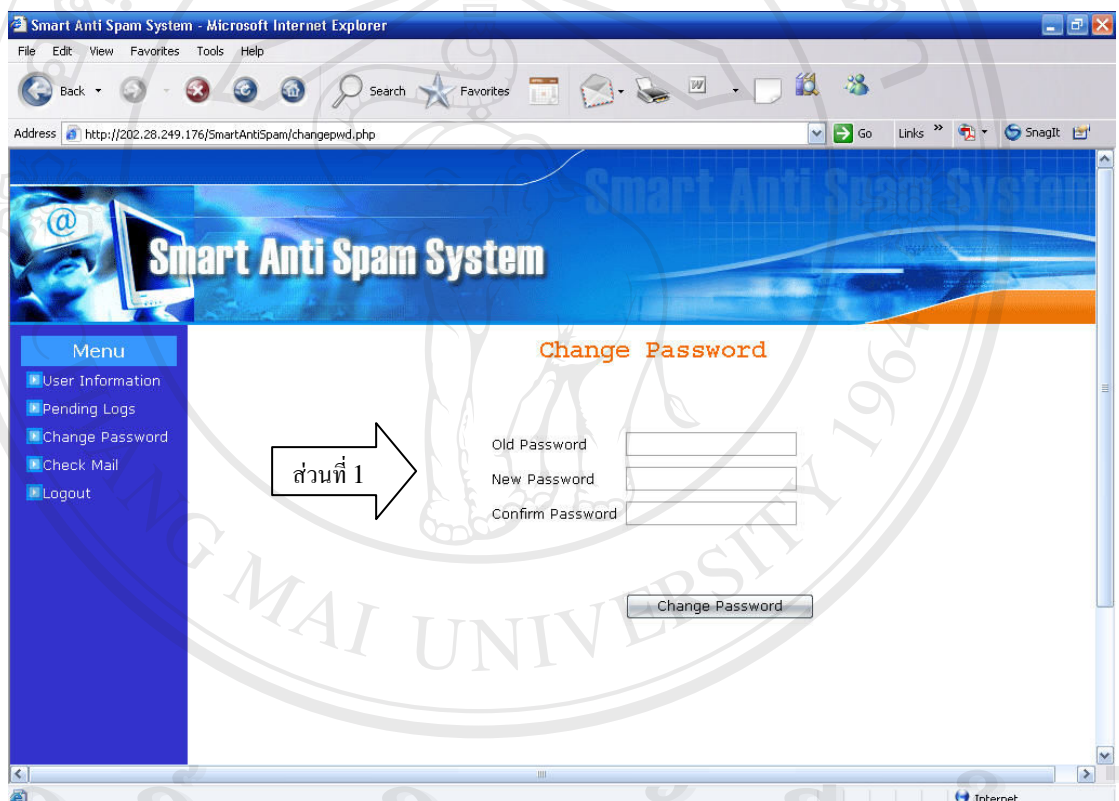 Smart Anti Spam System - Microsoft Internet Explorer
File Edit View Favorites Tools Help
Back Search Favorites
Address http://202.28.249.176/SmartAntiSpam/changepwd.php Go Links » SnagIt
Smart Anti Spam System
Smart Anti Spam System
Menu
User Information
Pending Logs
Change Password
Check Mail
Logout
Change Password
ส่วนที่ 1
Old Password
New Password
Confirm Password
Change Password
MAI UNIVERSITY 1964
Internet